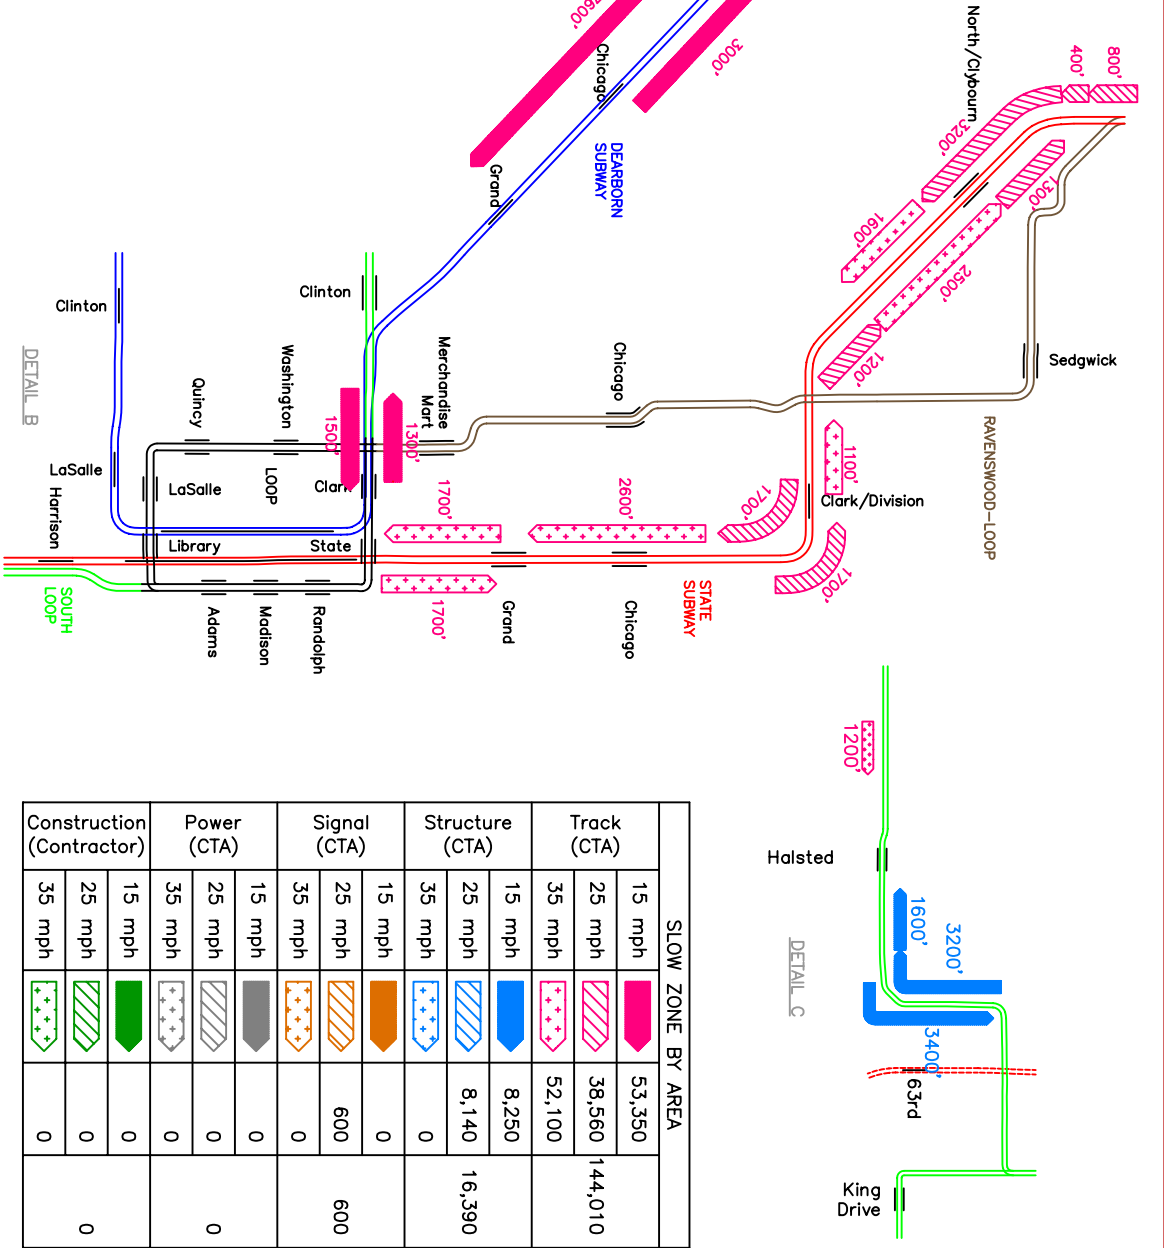 7600'
3000'
Chicago
Grand
DEARBORN
SUBWAY
North/Clybourn
400'
800'
3200'
1300'
1600'
2500'
1200'
Sedgwick
RAVENSWOOD-LOOP
Clinton
Clinton
DETAIL B
Quincy
Washington
Merchandise
Mart
Chicago
1500'
1300'
1100'
Clark/Division
LaSalle
LaSalle
LOOP
Clark
Harrison
Library
State
1700'
2600'
1700'
1700'
1700'
SOUTH
LOOP
Adams
Madison
Randolph
Grand
Chicago
STATE
SUBWAY
1200'
Halsted
1600'
3200'
3400'
DETAIL C
63rd
King
Drive
SLOW ZONE BY AREA
Track
(CTA)
15 mph
53,350
25 mph
38,560
35 mph
52,100
144,010
Structure
(CTA)
15 mph
8,250
25 mph
8,140
35 mph
0
16,390
Signal
(CTA)
15 mph
0
25 mph
600
35 mph
0
600
Power
(CTA)
15 mph
0
25 mph
0
35 mph
0
0
Construction
(Contractor)
15 mph
0
25 mph
0
35 mph
0
0